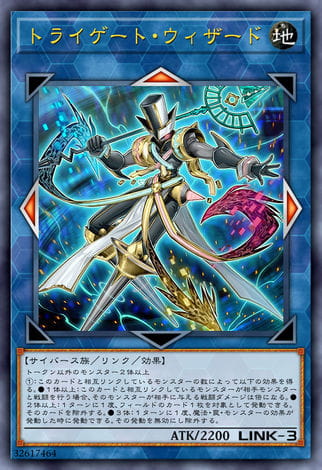 トライゲート・ウィザード
地
【サイバース族／リンク／効果】
トークン以外のモンスター２体以上
①：このカードと相互リンクしているモンスターの数によって以下の効果を得
る。●１体以上：このカードと相互リンクしているモンスターが相手モンスター
と戦闘を行う場合、そのモンスターが相手に与える戦闘ダメージは倍になる。●
２体以上：１ターンに１度、フィールドのカード１枚を対象として発動できる。
そのカードを除外する。●３体：１ターンに１度、魔法・罠・モンスターの効果が
発動した時に発動できる。その発動を無効にし除外する。
ATK/2200 LINK-3
32617464